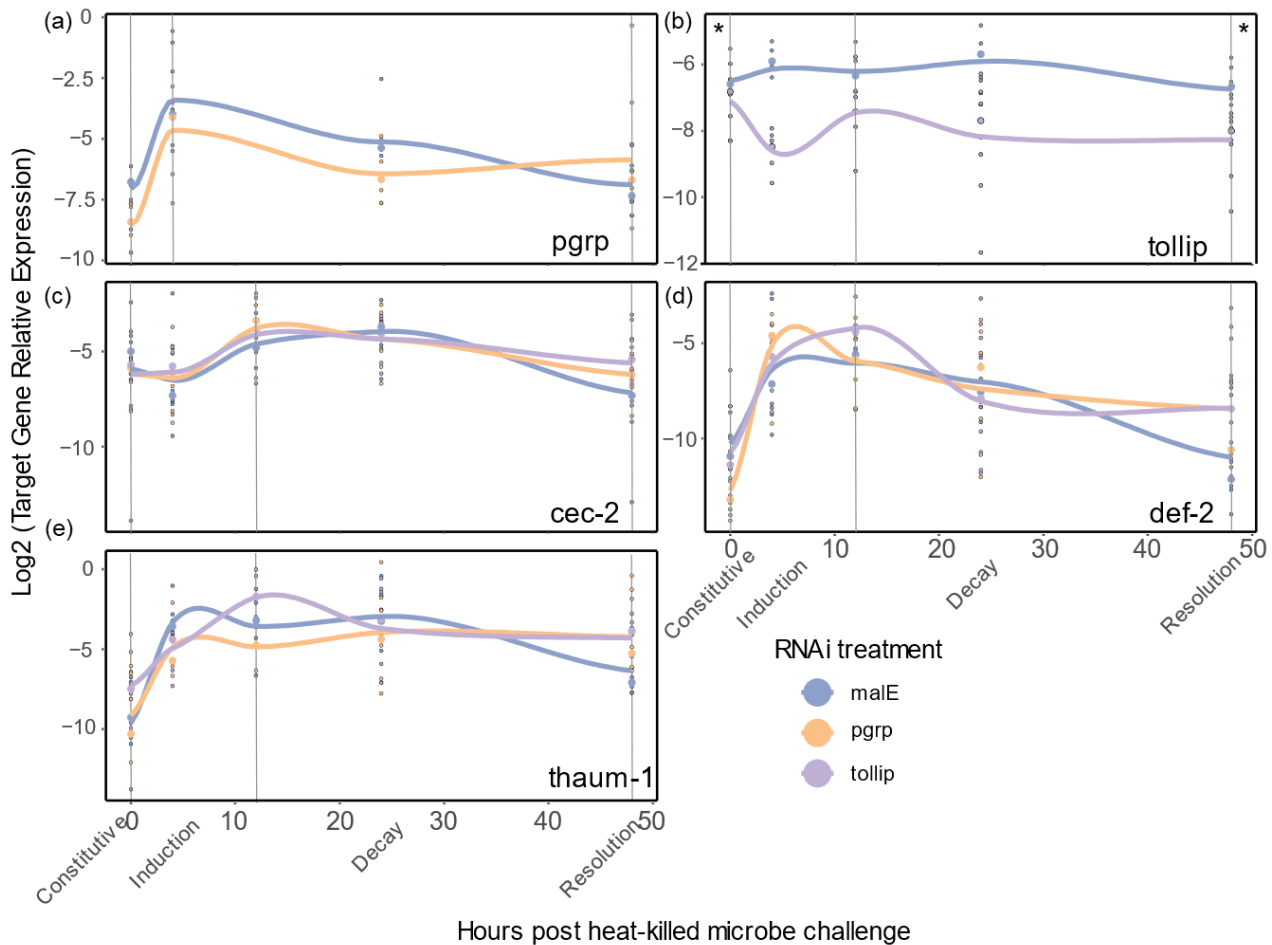 (a)
0
−2.5
−5
−7.5
−10
pgrp
(b)
*
*
−6
−8
−10
−12
tollip
(c)
−5
−10
cec-2
(d)
−5
−10
def-2
0 10 20 30 40 50
Constitutive Induction Decay Resolution
(e)
0
−5
−10
thaum-1
0 10 20 30 40 50
Constitutive Induction Decay Resolution
Log2 (Target Gene Relative Expression)
Hours post heat-killed microbe challenge
RNAi treatment
malE
pgrp
tollip